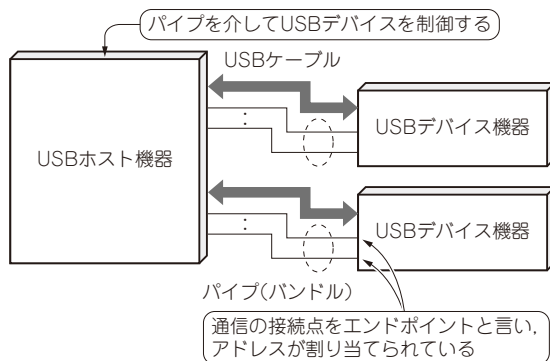 パイプを介してUSBデバイスを制御する
USBケーブル
USBホスト機器
：
USBデバイス機器
：
USBデバイス機器
パイプ(バンドル)
通信の接続点をエンドポイントと言い,
アドレスが割り当てられている